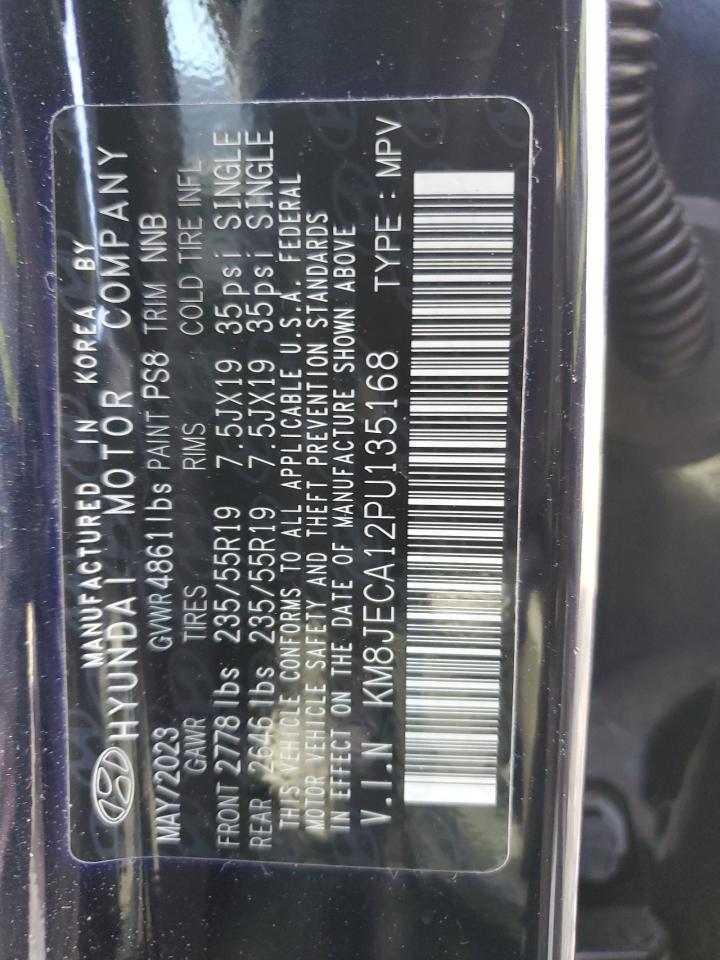 MANUFACTURED IN KOREA BY
HYUNDAI MOTOR COMPANY
MAY/2023 GVWR 4861 lbs PAINT PS8 TRIM NNB
GAWR TIRES RIMS COLD TIRE INFL
FRONT 2778 lbs 235/55R19 7.5JX19 35psi SINGLE
REAR 2646 lbs 235/55R19 7.5JX19 35psi SINGLE
THIS VEHICLE CONFORMS TO ALL APPLICABLE U.S.A. FEDERAL
MOTOR VEHICLE SAFETY AND THEFT PREVENTION STANDARDS
IN EFFECT ON THE DATE OF MANUFACTURE SHOWN ABOVE
V.I.N KM8JECA12PU135168 TYPE : MPV